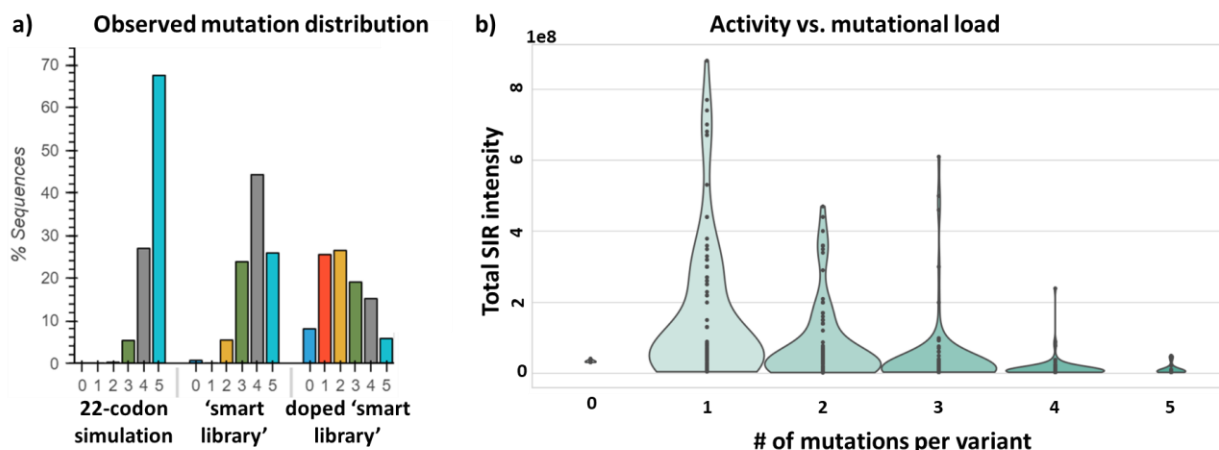 a) Observed mutation distribution
% Sequences
70
60
50
40
30
20
10
0
0 1 2 3 4 5 0 1 2 3 4 5 0 1 2 3 4 5
22-codon simulation
'smart library'
doped 'smart library'
b) Activity vs. mutational load
1e8
Total SIR intensity
8
6
4
2
0
0 1 2 3 4 5
# of mutations per variant